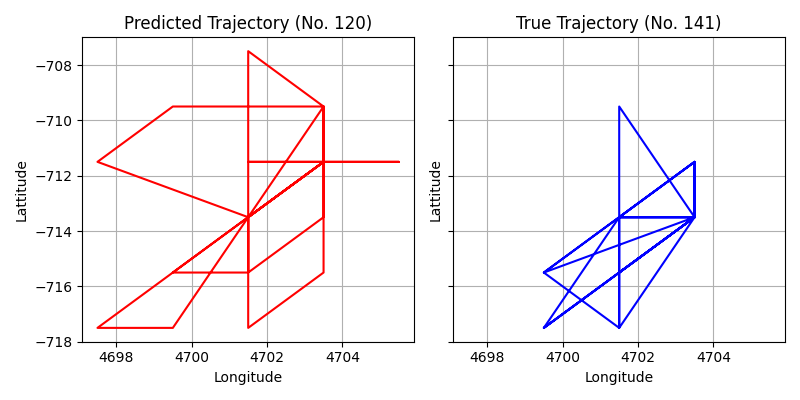 Predicted Trajectory (No. 120)
True Trajectory (No. 141)
Lattitude
−708
−710
−712
−714
−716
−718
4698
4700
4702
4704
Longitude
Lattitude
4698
4700
4702
4704
Longitude